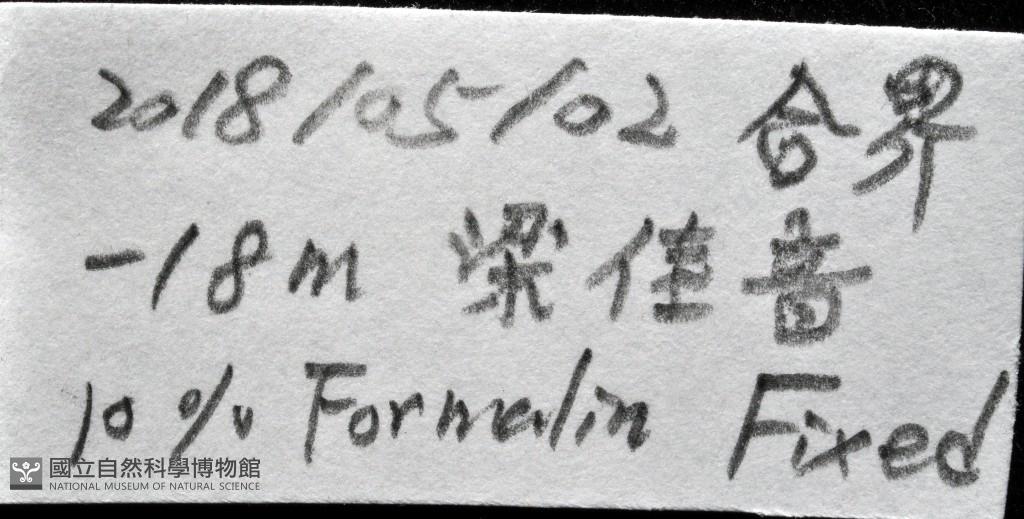 2018/05/02 合界
-18m 梁佳音
10% Formalin Fixed
國立自然科學博物館
NATIONAL MUSEUM OF NATURAL SCIENCE